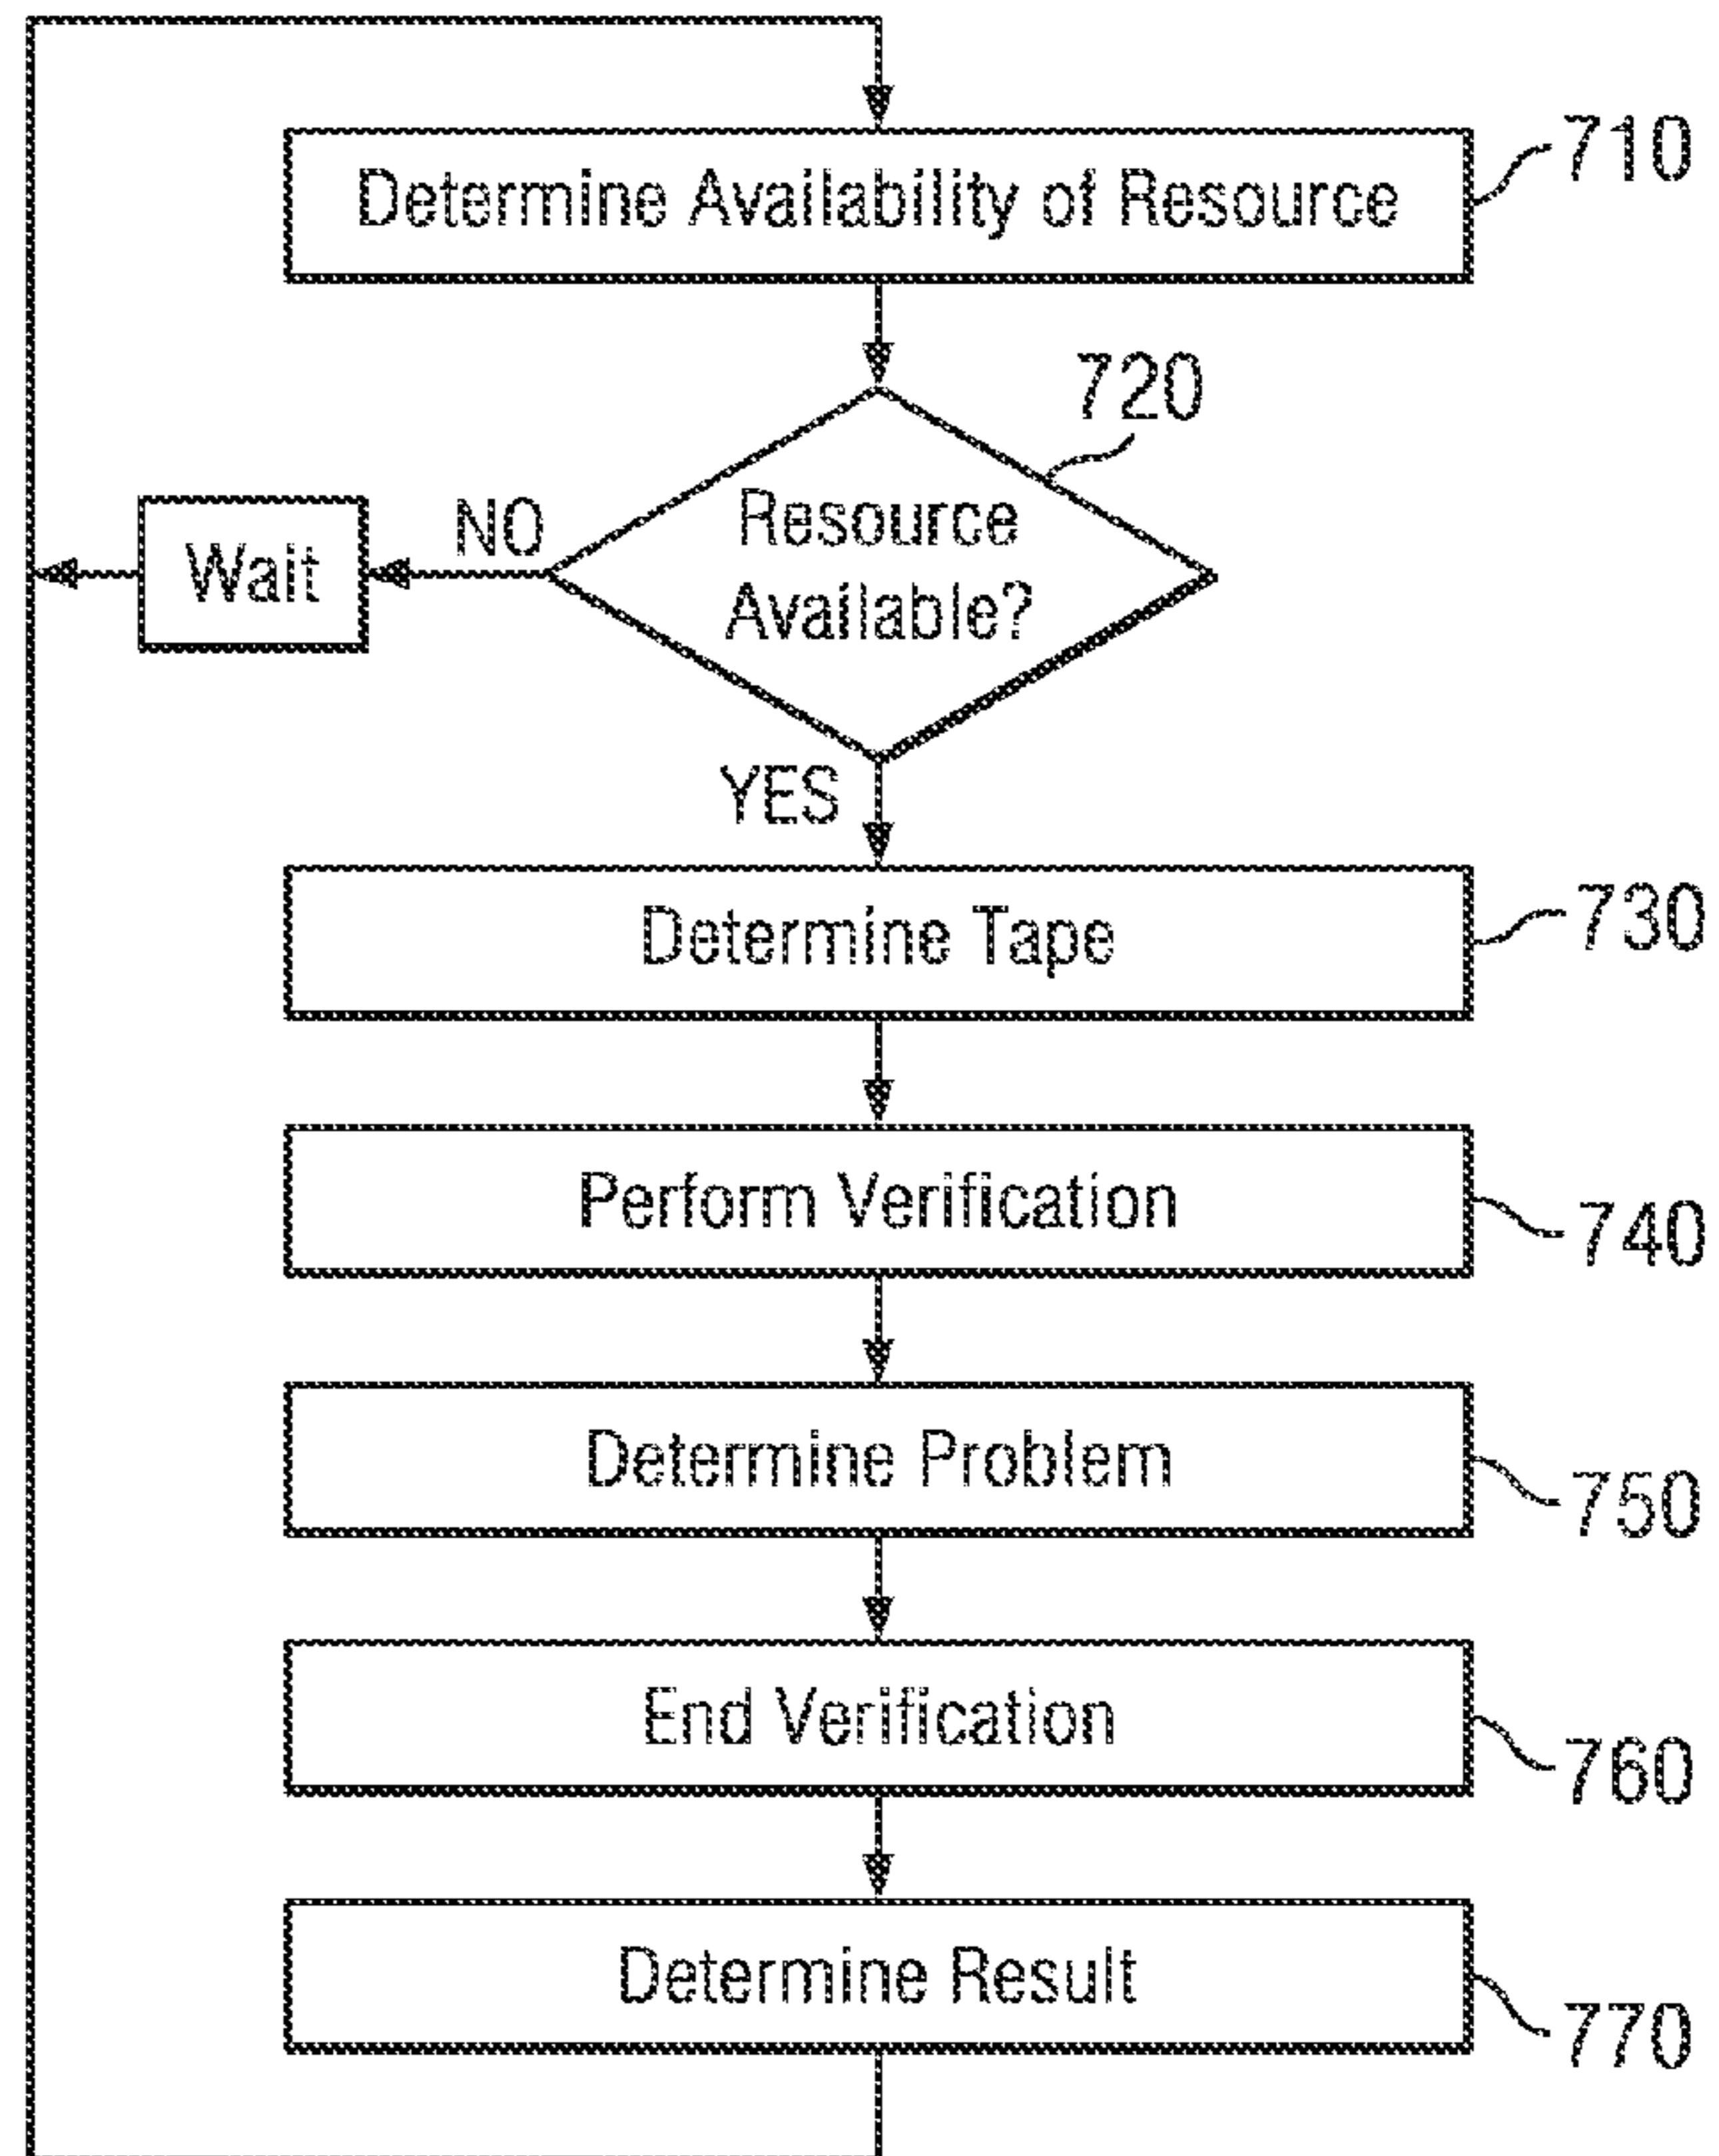 Determine Availability of Resource
710
720
Resource
Available?
NO
Wait
YES
Determine Tape
730
Perform Verification
740
Determine Problem
750
End Verification
760
Determine Result
770